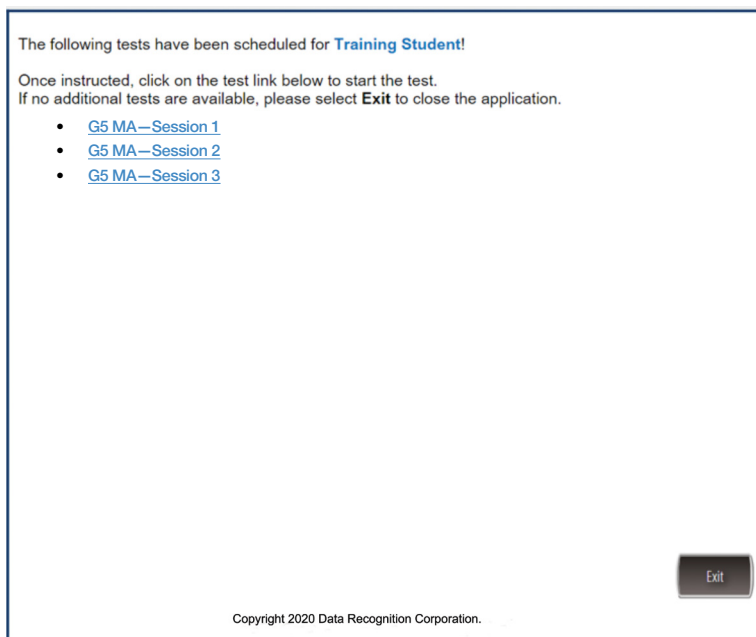 The following tests have been scheduled for Training Student!
Once instructed, click on the test link below to start the test.
If no additional tests are available, please select Exit to close the application.
• G5 MA—Session 1
• G5 MA—Session 2
• G5 MA—Session 3
Exit
Copyright 2020 Data Recognition Corporation.